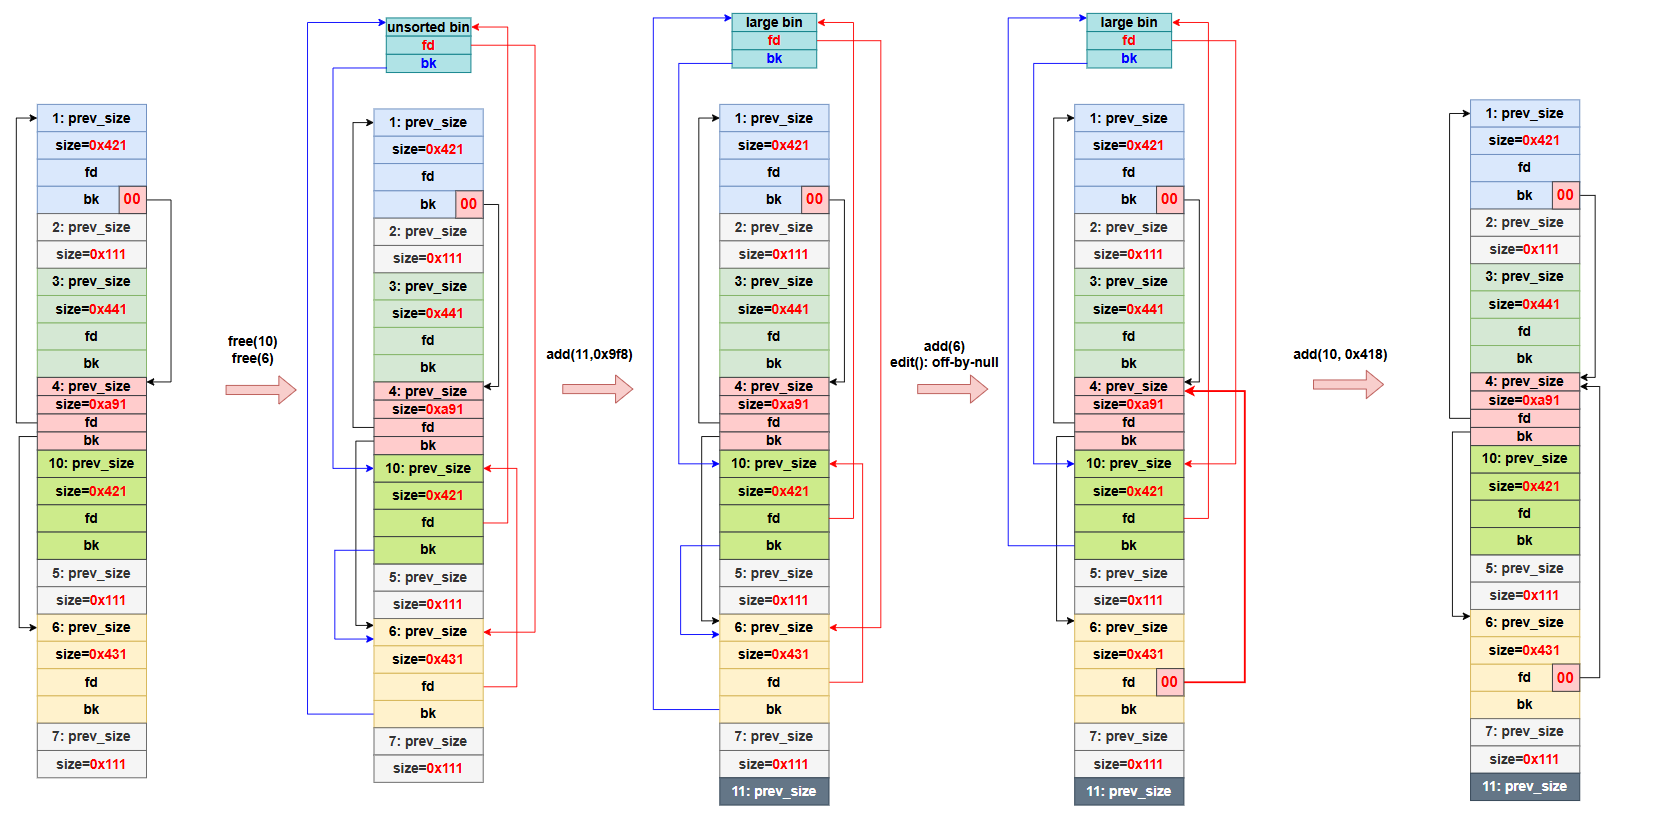 1: prev_size
size=0x421
fd
bk 00
2: prev_size
size=0x111
3: prev_size
size=0x441
fd
bk
4: prev_size
size=0xa91
fd
bk
10: prev_size
size=0x421
fd
bk
5: prev_size
size=0x111
6: prev_size
size=0x431
fd
bk
7: prev_size
size=0x111
free(10)
free(6)
unsorted bin
fd
bk
1: prev_size
size=0x421
fd
bk 00
2: prev_size
size=0x111
3: prev_size
size=0x441
fd
bk
4: prev_size
size=0xa91
fd
bk
10: prev_size
size=0x421
fd
bk
5: prev_size
size=0x111
6: prev_size
size=0x431
fd
bk
7: prev_size
size=0x111
add(11,0x9f8)
large bin
fd
bk
1: prev_size
size=0x421
fd
bk 00
2: prev_size
size=0x111
3: prev_size
size=0x441
fd
bk
4: prev_size
size=0xa91
fd
bk
10: prev_size
size=0x421
fd
bk
5: prev_size
size=0x111
6: prev_size
size=0x431
fd
bk
7: prev_size
size=0x111
11: prev_size
add(6)
edit(): off-by-null
large bin
fd
bk
1: prev_size
size=0x421
fd
bk 00
2: prev_size
size=0x111
3: prev_size
size=0x441
fd
bk
4: prev_size
size=0xa91
fd
bk
10: prev_size
size=0x421
fd
bk
5: prev_size
size=0x111
6: prev_size
size=0x431
fd 00
bk
7: prev_size
size=0x111
11: prev_size
add(10, 0x418)
1: prev_size
size=0x421
fd
bk 00
2: prev_size
size=0x111
3: prev_size
size=0x441
fd
bk
4: prev_size
size=0xa91
fd
bk
10: prev_size
size=0x421
fd
bk
5: prev_size
size=0x111
6: prev_size
size=0x431
fd 00
bk
7: prev_size
size=0x111
11: prev_size